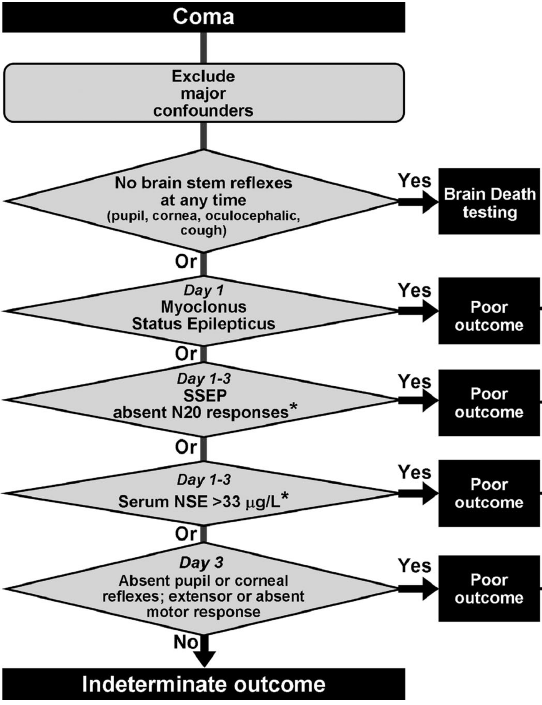 Coma
Exclude
major
confounders
No brain stem reflexes
at any time
(pupil, cornea, oculocephalic,
cough)
Yes
Brain Death
testing
Or
Day 1
Myoclonus
Status Epilepticus
Yes
Poor
outcome
Or
Day 1-3
SSEP
absent N20 responses*
Yes
Poor
outcome
Or
Day 1-3
Serum NSE >33 μg/L*
Yes
Poor
outcome
Or
Day 3
Absent pupil or corneal
reflexes; extensor or absent
motor response
Yes
Poor
outcome
No
Indeterminate outcome